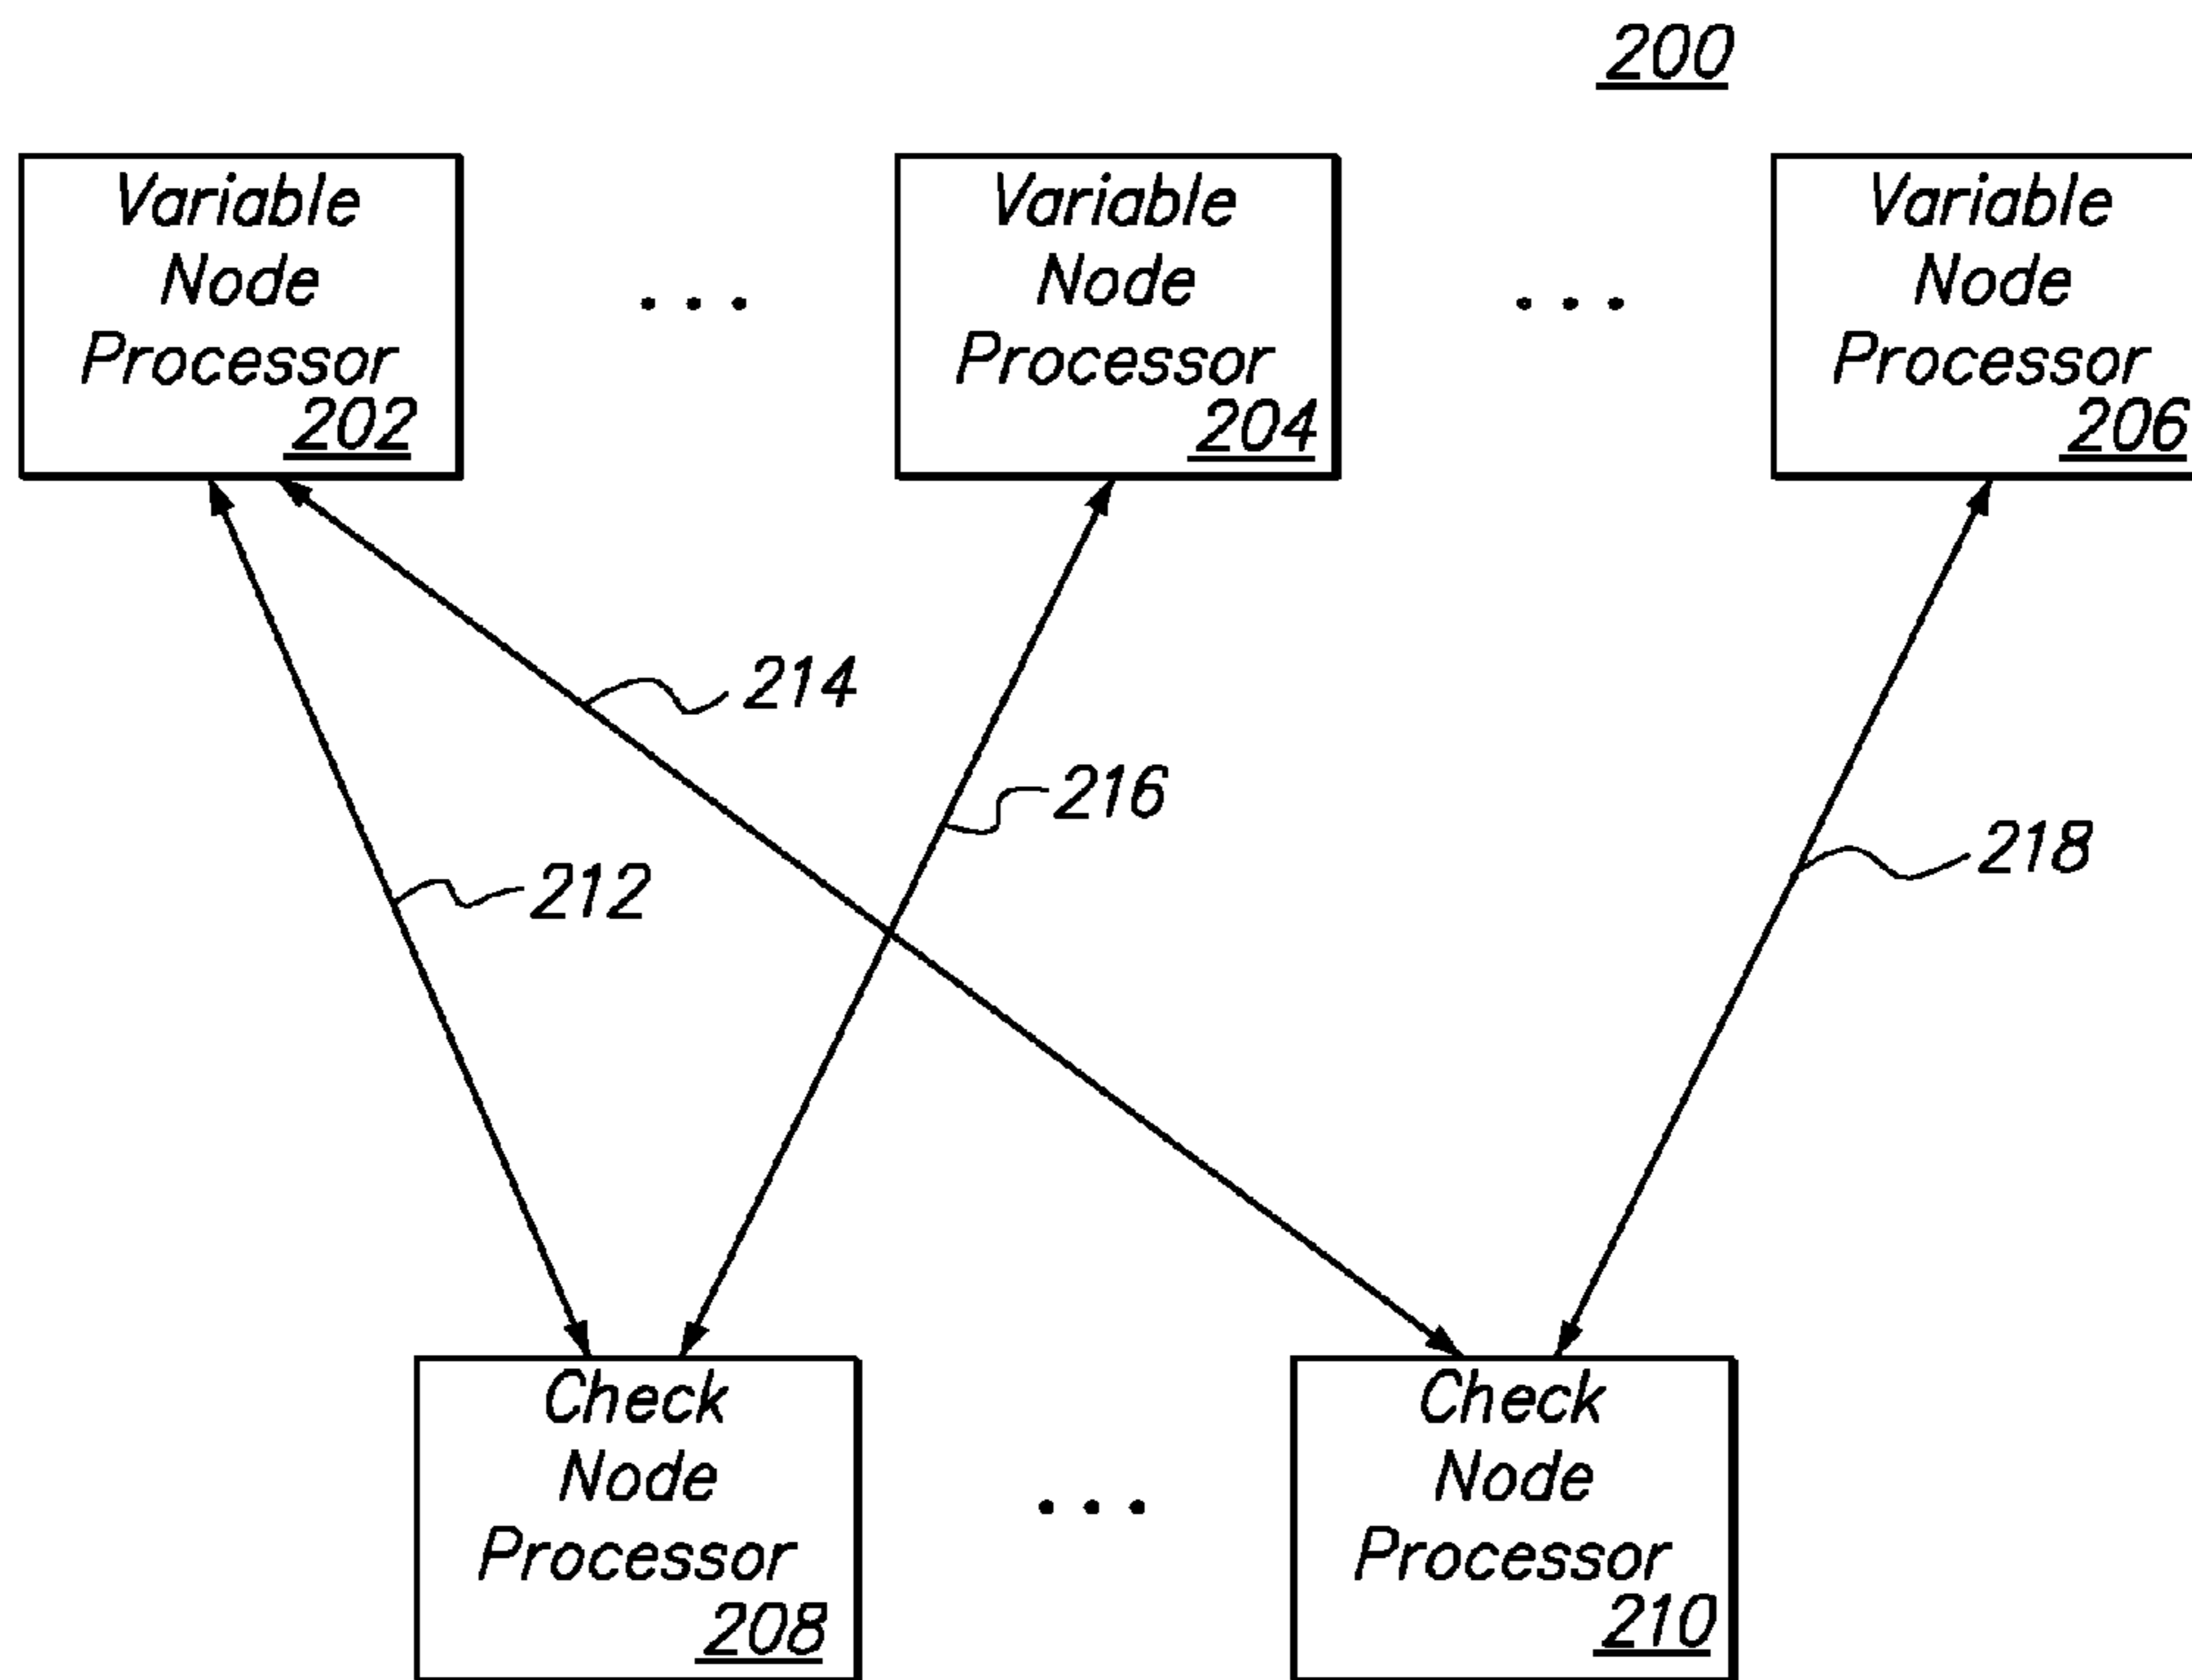 200
Variable
Node
Processor
202
. . .
Variable
Node
Processor
204
. . .
Variable
Node
Processor
206
214
216
218
212
Check
Node
Processor
208
. . .
Check
Node
Processor
210